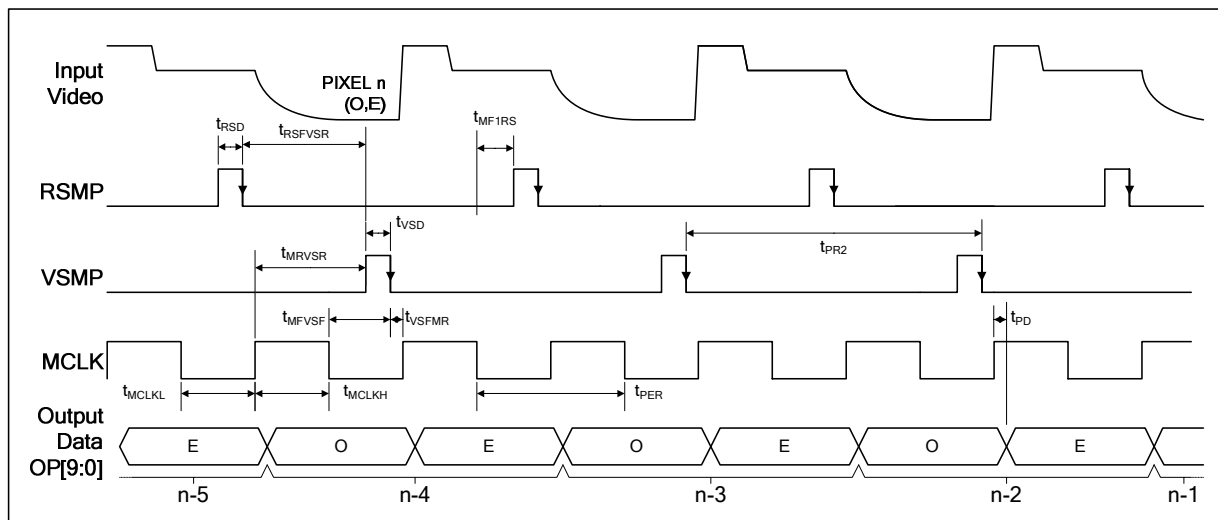 Input
Video
PIXEL n
(O,E)
tRSD
tRSFVSR
tMF1RS
RSMP
tVSD
tPR2
tMRVSR
VSMP
tMFVSF
tVSFMR
tPD
MCLK
tMCLKL
tMCLKH
tPER
Output
Data
OP[9:0]
E O E O E O E
n-5 n-4 n-3 n-2 n-1